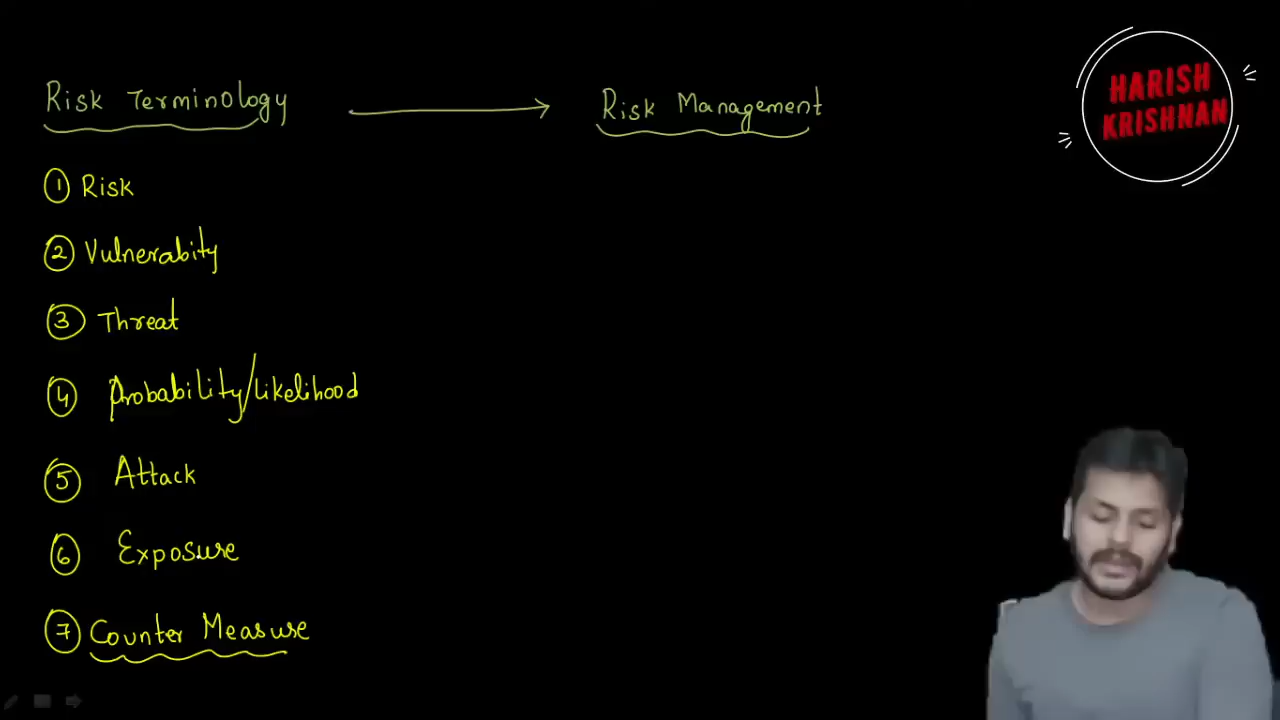 Risk Terminology
Risk Management
HARISH
KRISHNAN
1 Risk
2 Vulnerabity
3 Threat
4 Probability/likelihood
5 Attack
6 Exposure
7 Counter Measure